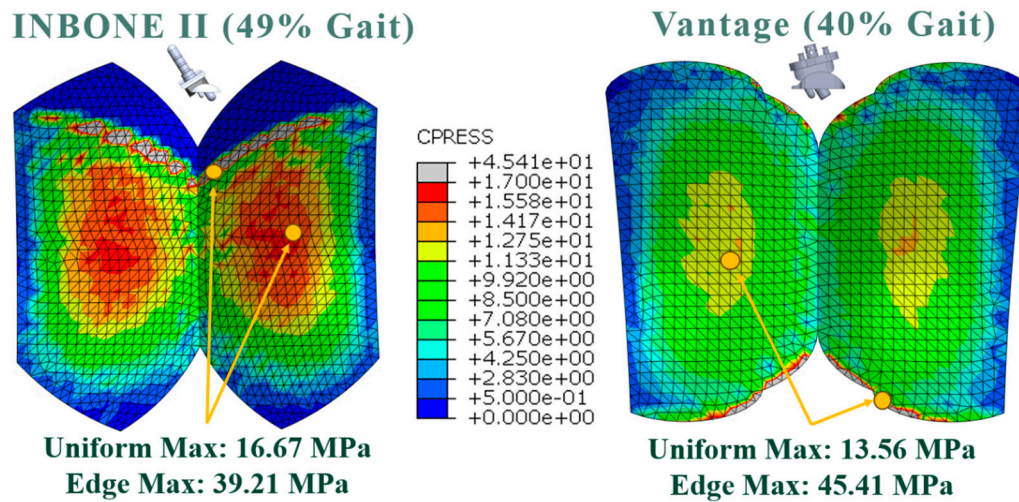 INBONE II (49% Gait)
Vantage (40% Gait)
CPRESS
+4.541e+01
+1.700e+01
+1.558e+01
+1.417e+01
+1.275e+01
+1.133e+01
+9.920e+00
+8.500e+00
+7.080e+00
+5.670e+00
+4.250e+00
+2.830e+00
+5.000e-01
+0.000e+00
Uniform Max: 16.67 MPa
Edge Max: 39.21 MPa
Uniform Max: 13.56 MPa
Edge Max: 45.41 MPa